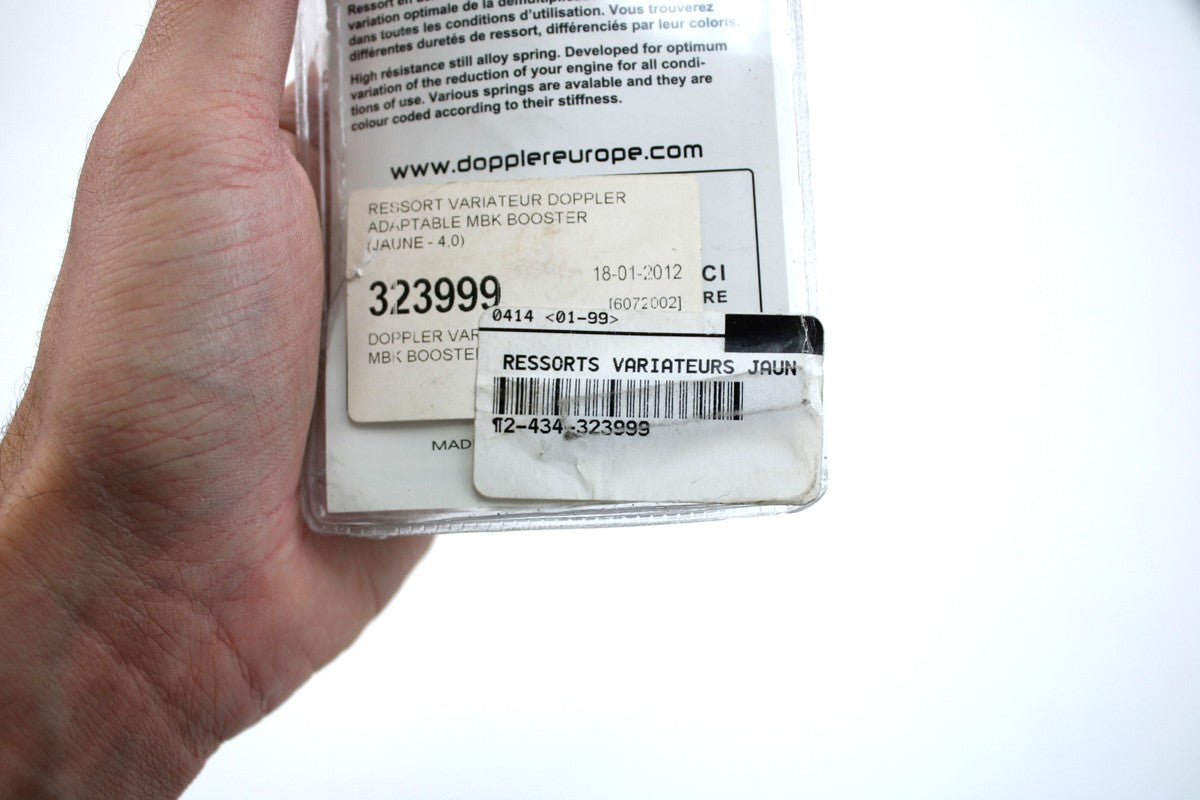 Ressort en
variation optimale de la démultiplic
dans toutes les conditions d'utilisation. Vous trouverez
différentes duretés de ressort, différenciés par leur coloris.
High résistance still alloy spring. Developed for optimum
variation of the reduction of your engine for all condi-
tions of use. Various springs are avalable and they are
colour coded according to their stiffness.
www.dopplereurope.com
RESSORT VARIATEUR DOPPLER
ADAPTABLE MBK BOOSTER
(JAUNE - 4,0)
18-01-2012
CI
323999
[6072002]
RE
DOPPLER VAR
MBK BOOSTE
0414 <01-99>
RESSORTS VARIATEURS JAUN
¶2-434-323999
MAD